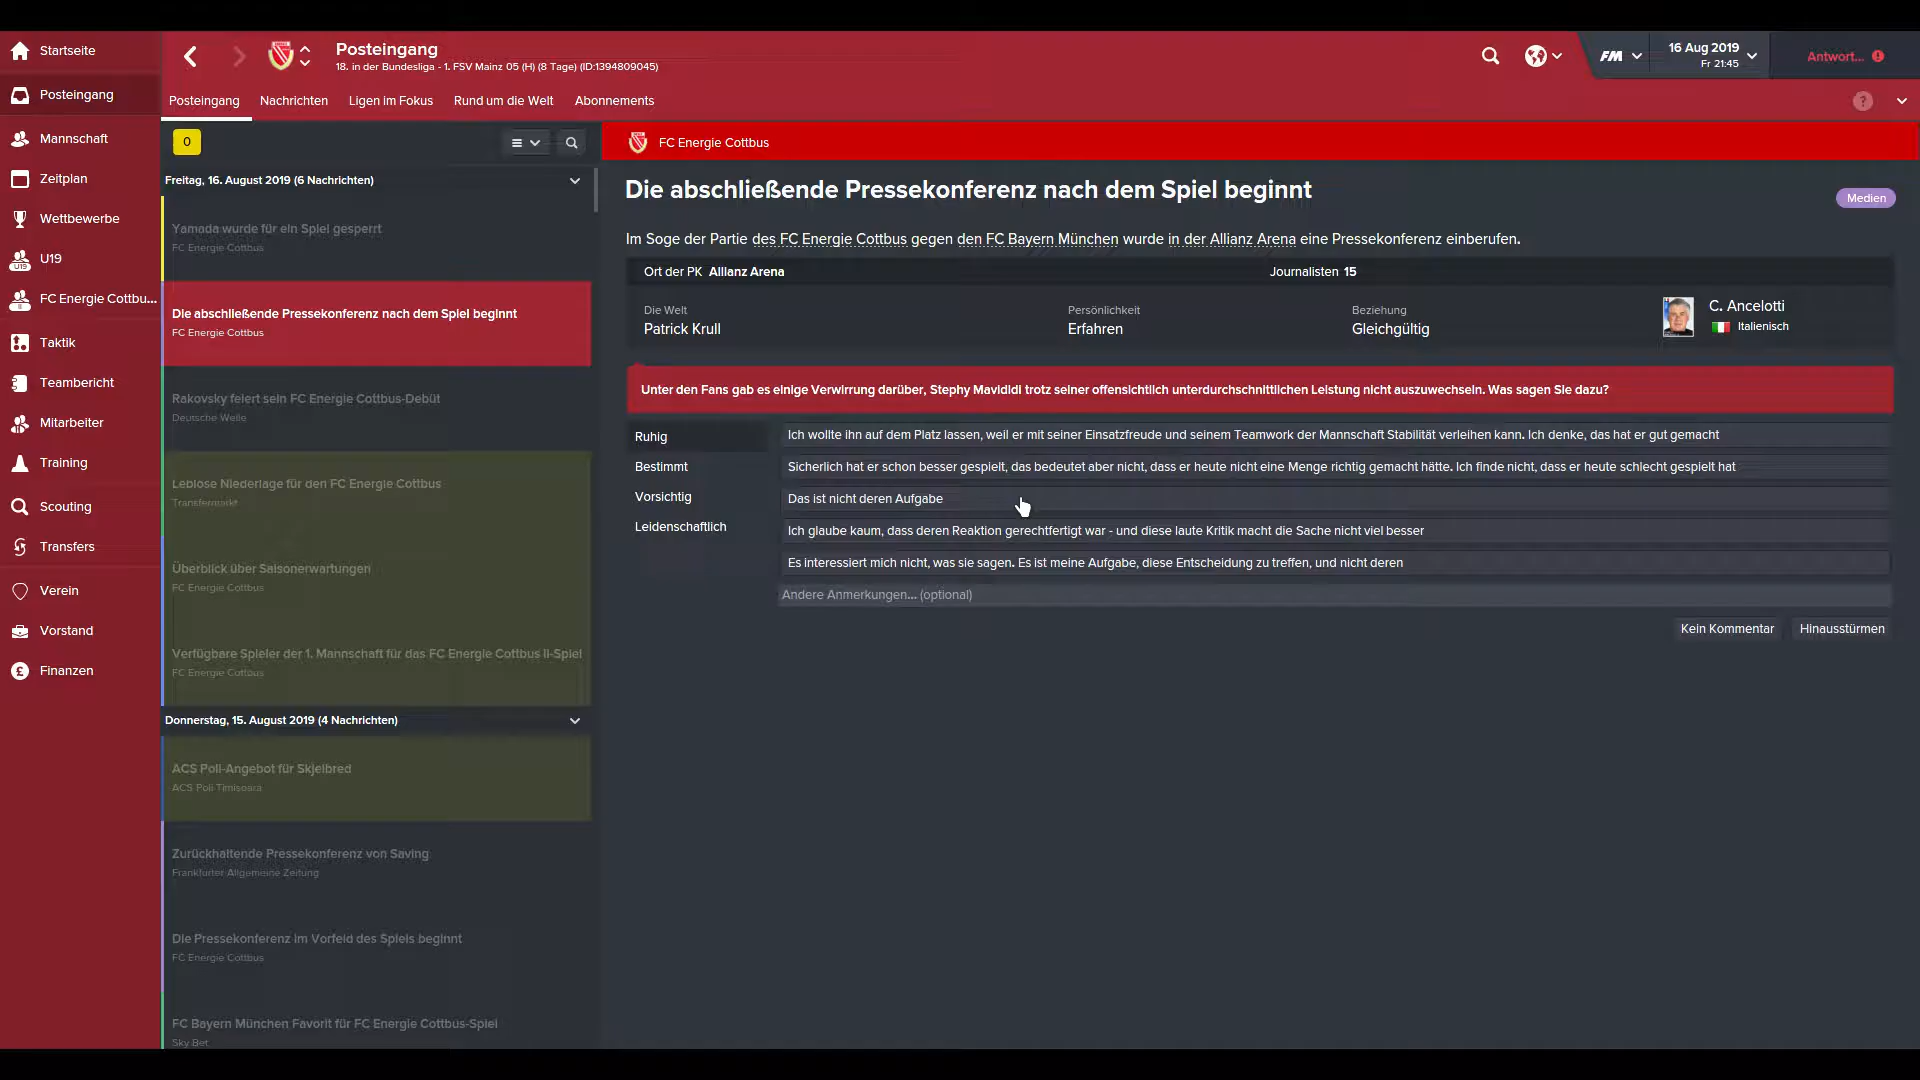 Startseite
Posteingang
Mannschaft
Zeitplan
Wettbewerbe
U19
U19
FC Energie Cottbu...
II
Taktik
Teambericht
Mitarbeiter
Training
Scouting
Transfers
Verein
Vorstand
Finanzen
Posteingang
18. in der Bundesliga - 1. FSV Mainz 05 (H) (8 Tage) (ID:1394809045)
FM
16 Aug 2019
Fr 21:45
Antwort...
Posteingang Nachrichten Ligen im Fokus Rund um die Welt Abonnements
?
0
Freitag, 16. August 2019 (6 Nachrichten)
Yamada wurde für ein Spiel gesperrt
FC Energie Cottbus
Die abschließende Pressekonferenz nach dem Spiel beginnt
FC Energie Cottbus
Rakovsky feiert sein FC Energie Cottbus-Debüt
Deutsche Welle
Leblose Niederlage für den FC Energie Cottbus
Transfermarkt
Überblick über Saisonerwartungen
FC Energie Cottbus
Verfügbare Spieler der 1. Mannschaft für das FC Energie Cottbus II-Spiel
FC Energie Cottbus
Donnerstag, 15. August 2019 (4 Nachrichten)
ACS Poli-Angebot für Skjelbred
ACS Poli Timisoara
Zurückhaltende Pressekonferenz von Saving
Frankfurter Allgemeine Zeitung
Die Pressekonferenz im Vorfeld des Spiels beginnt
FC Energie Cottbus
FC Bayern München Favorit für FC Energie Cottbus-Spiel
Sky Bet
FC Energie Cottbus
Die abschließende Pressekonferenz nach dem Spiel beginnt
Medien
Im Soge der Partie des FC Energie Cottbus gegen den FC Bayern München wurde in der Allianz Arena eine Pressekonferenz einberufen.
Ort der PK Allianz Arena
Journalisten 15
Die Welt
Patrick Krull
Persönlichkeit
Erfahren
Beziehung
Gleichgültig
C. Ancelotti
Italienisch
Unter den Fans gab es einige Verwirrung darüber, Stephy Mavididi trotz seiner offensichtlich unterdurchschnittlichen Leistung nicht auszuwechseln. Was sagen Sie dazu?
Ruhig
Bestimmt
Vorsichtig
Leidenschaftlich
Ich wollte ihn auf dem Platz lassen, weil er mit seiner Einsatzfreude und seinem Teamwork der Mannschaft Stabilität verleihen kann. Ich denke, das hat er gut gemacht
Sicherlich hat er schon besser gespielt, das bedeutet aber nicht, dass er heute nicht eine Menge richtig gemacht hätte. Ich finde nicht, dass er heute schlecht gespielt hat
Das ist nicht deren Aufgabe
Ich glaube kaum, dass deren Reaktion gerechtfertigt war - und diese laute Kritik macht die Sache nicht viel besser
Es interessiert mich nicht, was sie sagen. Es ist meine Aufgabe, diese Entscheidung zu treffen, und nicht deren
Andere Anmerkungen... (optional)
Kein Kommentar
Hinausstürmen